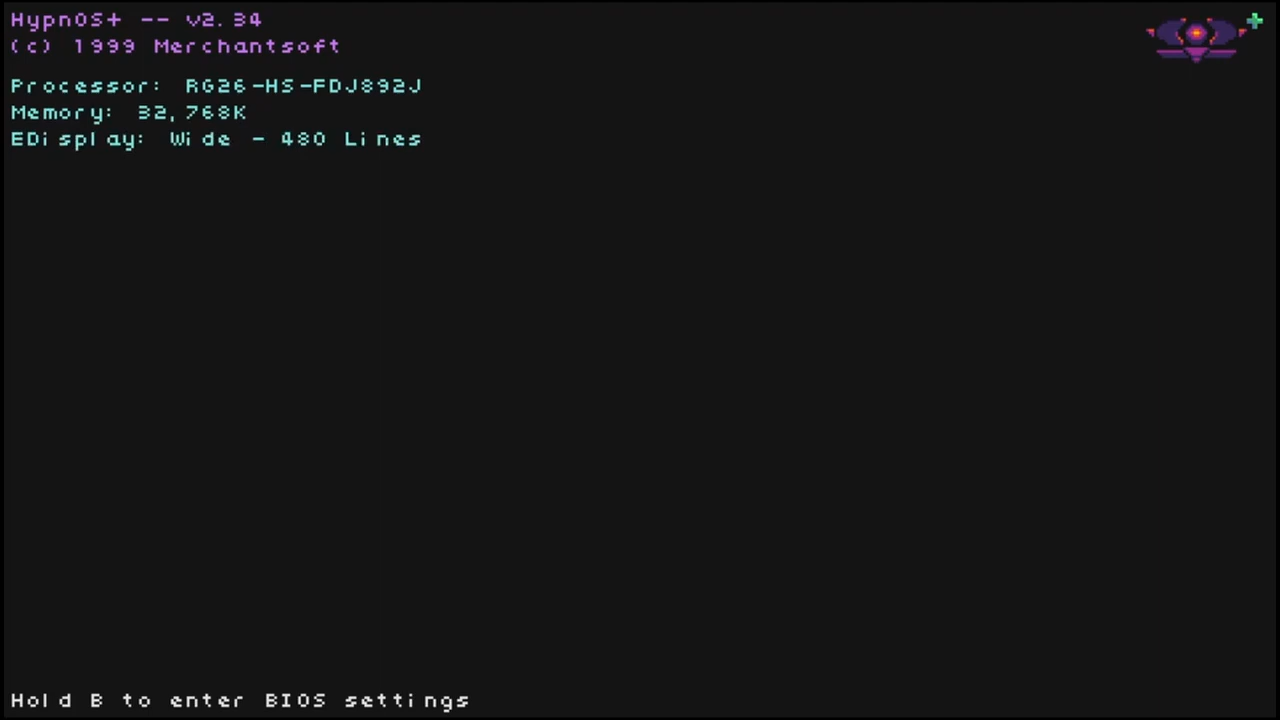 HypnOS+ -- v2.34
(c) 1999 Merchantsoft
Processor: RG26-HS-FDJ892J
Memory: 32,768K
EDisplay: Wide - 480 Lines
Hold B to enter BIOS settings